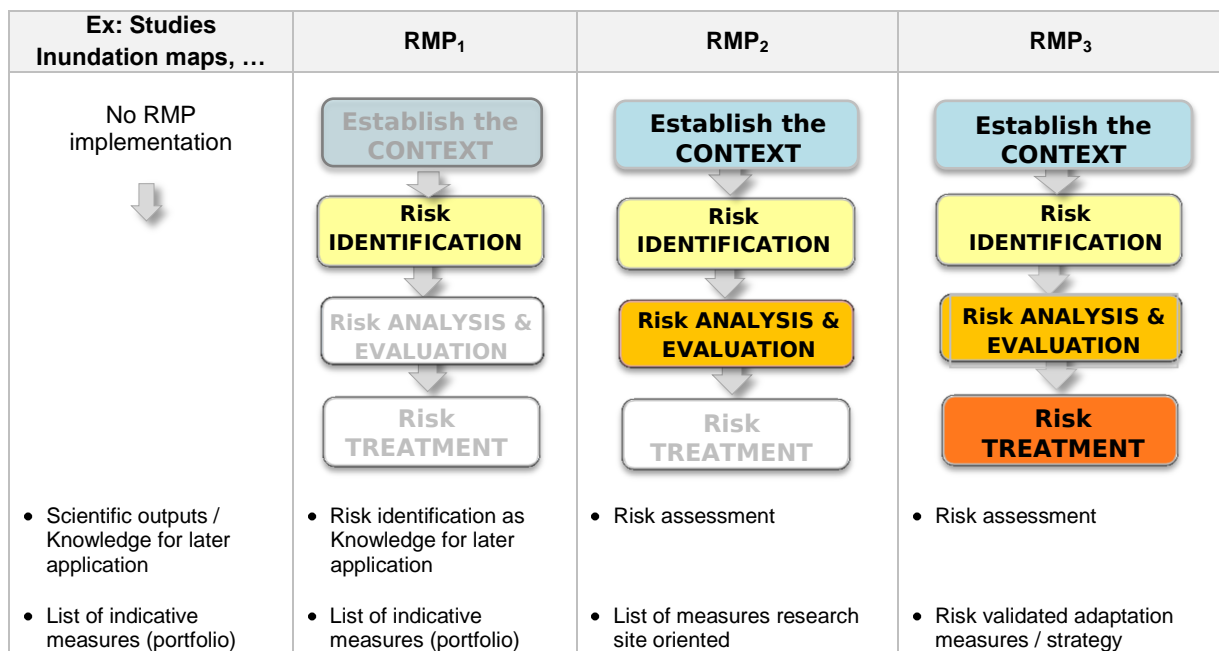 Ex: Studies
Inundation maps, …
RMP1
RMP2
RMP3
No RMP
implementation
Establish the
CONTEXT
Risk
IDENTIFICATION
Risk ANALYSIS &
EVALUATION
Risk
TREATMENT
Establish the
CONTEXT
Risk
IDENTIFICATION
Risk ANALYSIS &
EVALUATION
Risk
TREATMENT
Establish the
CONTEXT
Risk
IDENTIFICATION
Risk ANALYSIS &
EVALUATION
Risk
TREATMENT
• Scientific outputs /
Knowledge for later
application
• List of indicative
measures (portfolio)
• Risk identification as
Knowledge for later
application
• List of indicative
measures (portfolio)
• Risk assessment
• List of measures research
site oriented
• Risk assessment
• Risk validated adaptation
measures / strategy